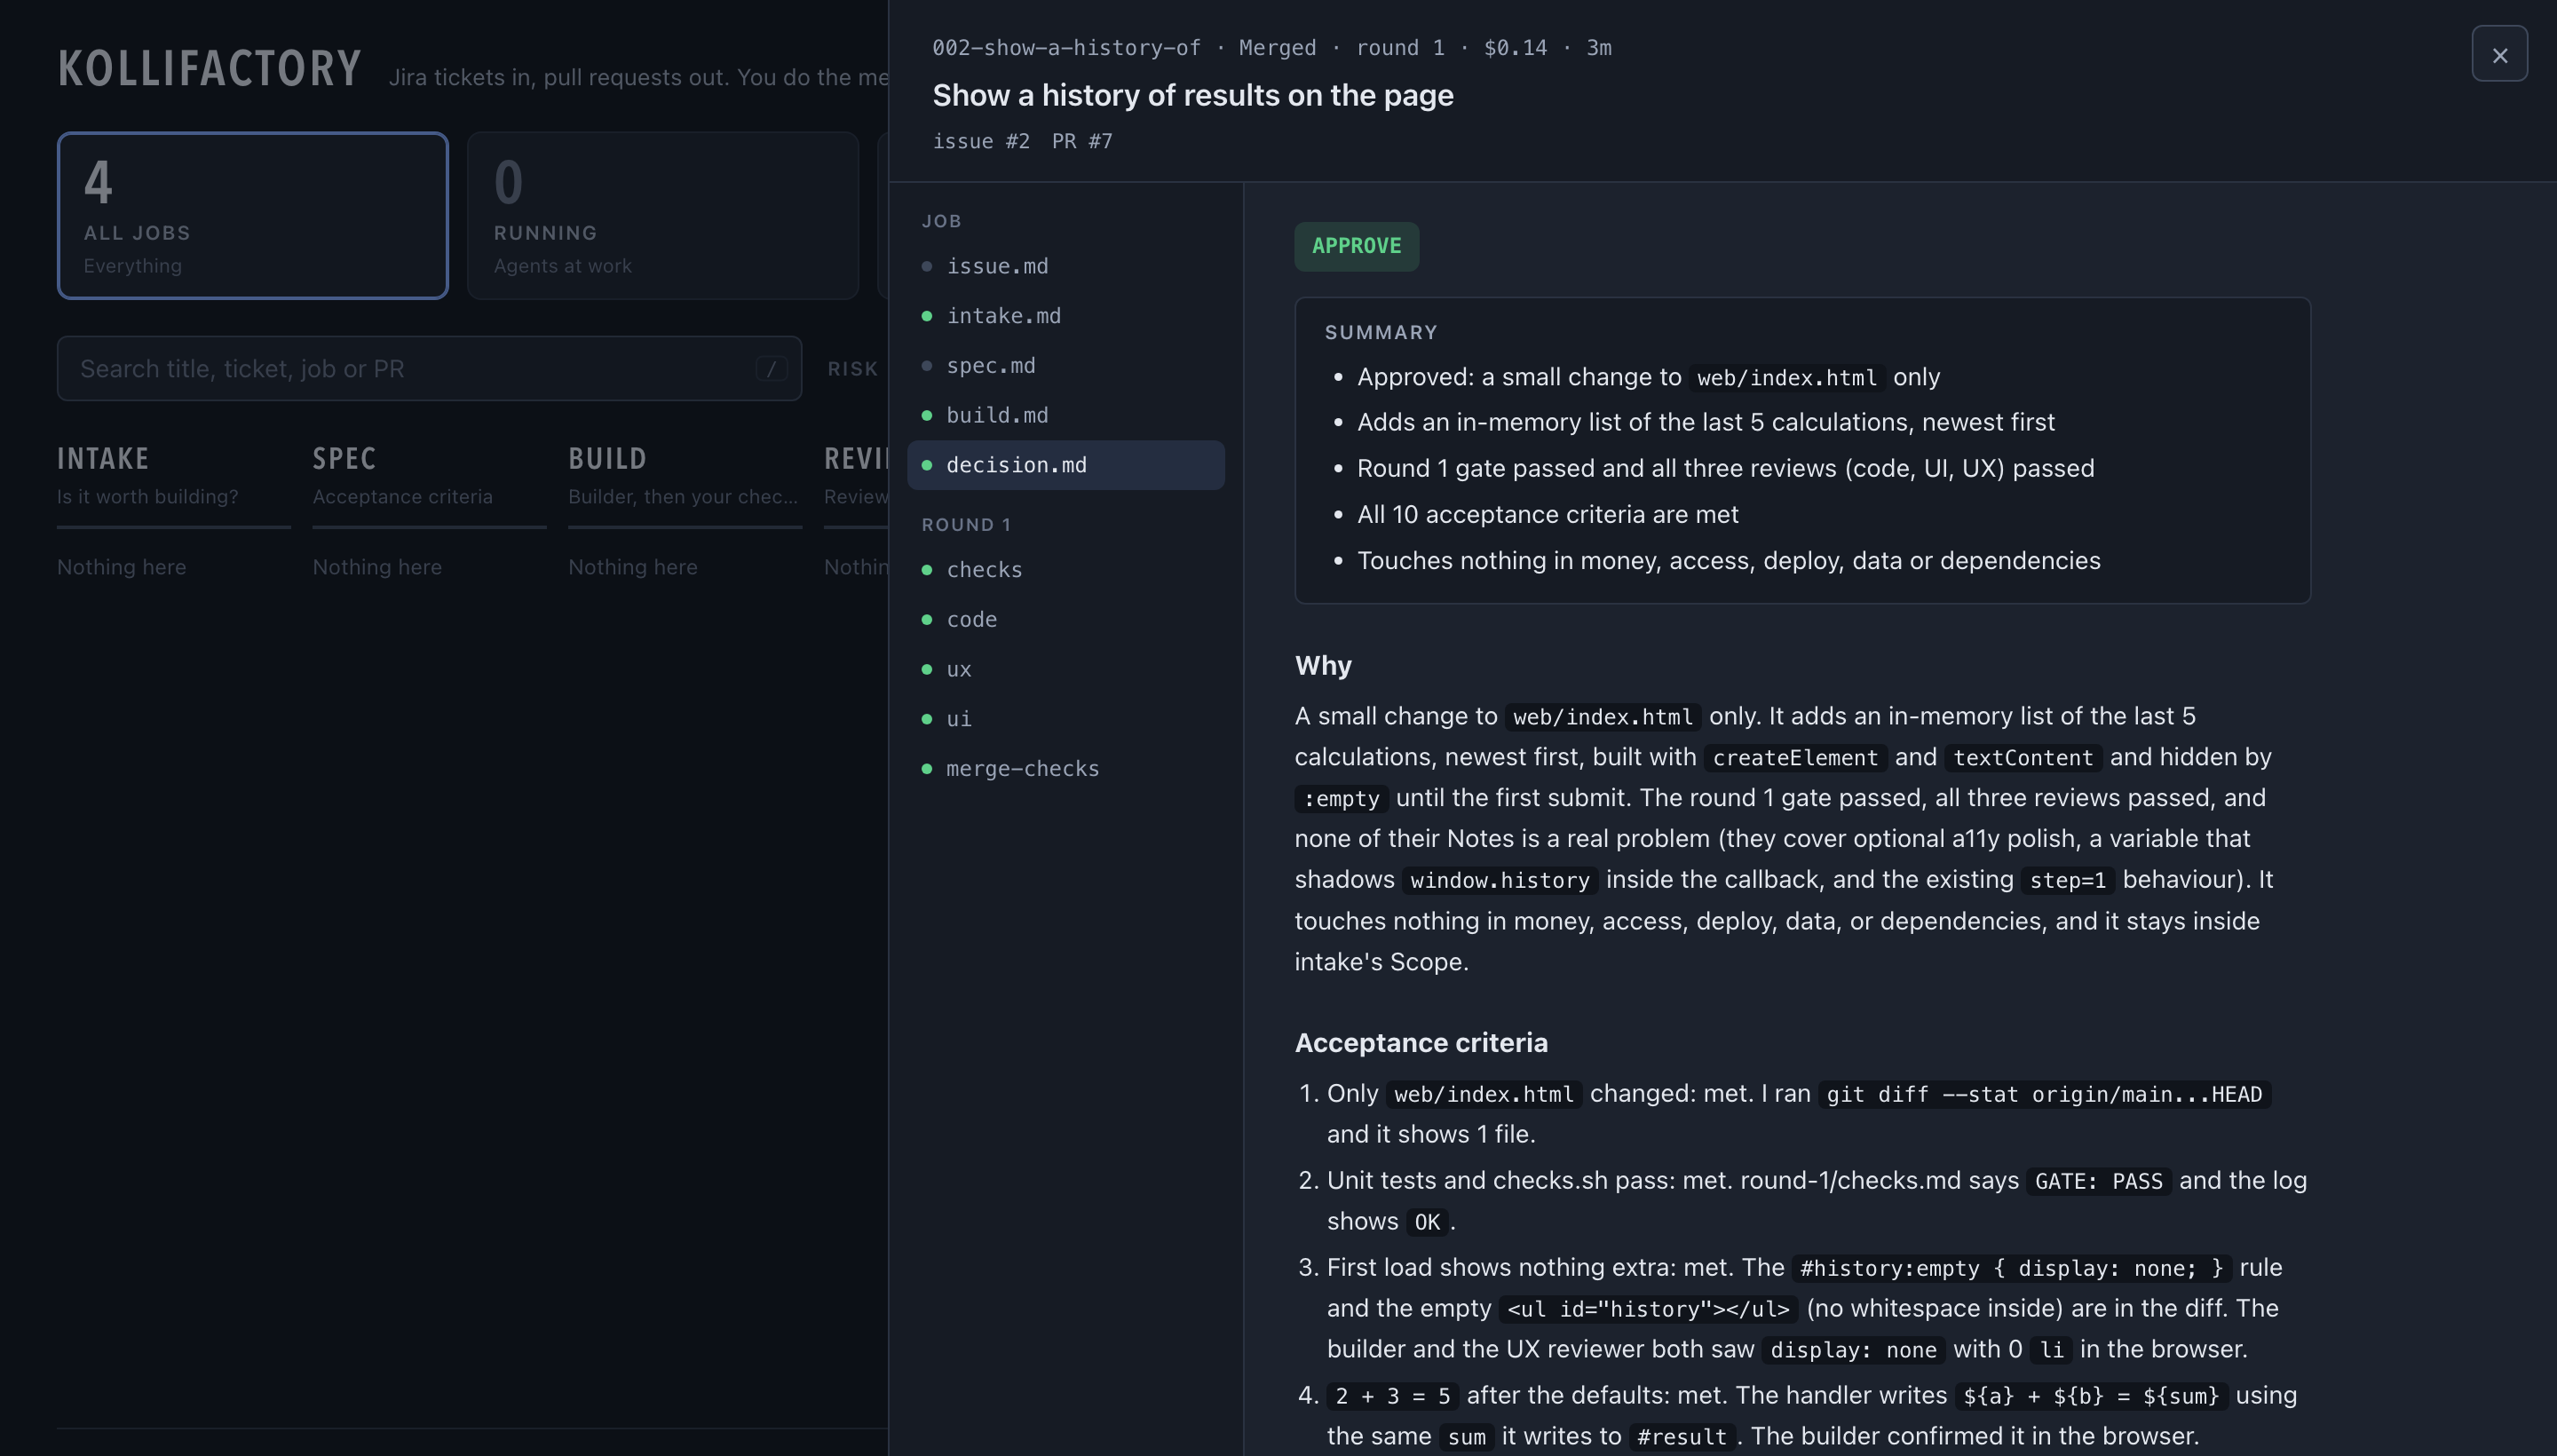 KOLLIFACTORY
Jira tickets in, pull requests out. You do the me
4
ALL JOBS
Everything
0
RUNNING
Agents at work
Search title, ticket, job or PR
/
RISK
INTAKE
Is it worth building?
Nothing here
SPEC
Acceptance criteria
Nothing here
BUILD
Builder, then your chec...
Nothing here
REVI
Review
Nothin
002-show-a-history-of · Merged · round 1 · $0.14 · 3m
Show a history of results on the page
issue #2 PR #7
×
JOB
issue.md
intake.md
spec.md
build.md
decision.md
ROUND 1
checks
code
ux
ui
merge-checks
APPROVE
SUMMARY
• Approved: a small change to web/index.html only
• Adds an in-memory list of the last 5 calculations, newest first
• Round 1 gate passed and all three reviews (code, UI, UX) passed
• All 10 acceptance criteria are met
• Touches nothing in money, access, deploy, data or dependencies
Why
A small change to web/index.html only. It adds an in-memory list of the last 5
calculations, newest first, built with createElement and textContent and hidden by
:empty until the first submit. The round 1 gate passed, all three reviews passed, and
none of their Notes is a real problem (they cover optional a11y polish, a variable that
shadows window.history inside the callback, and the existing step=1 behaviour). It
touches nothing in money, access, deploy, data, or dependencies, and it stays inside
intake's Scope.
Acceptance criteria
1. Only web/index.html changed: met. I ran git diff --stat origin/main...HEAD
and it shows 1 file.
2. Unit tests and checks.sh pass: met. round-1/checks.md says GATE: PASS and the log
shows OK.
3. First load shows nothing extra: met. The #history:empty { display: none; } rule
and the empty <ul id="history"></ul> (no whitespace inside) are in the diff. The
builder and the UX reviewer both saw display: none with 0 li in the browser.
4. 2 + 3 = 5 after the defaults: met. The handler writes ${a} + ${b} = ${sum} using
the same sum it writes to #result. The builder confirmed it in the browser.